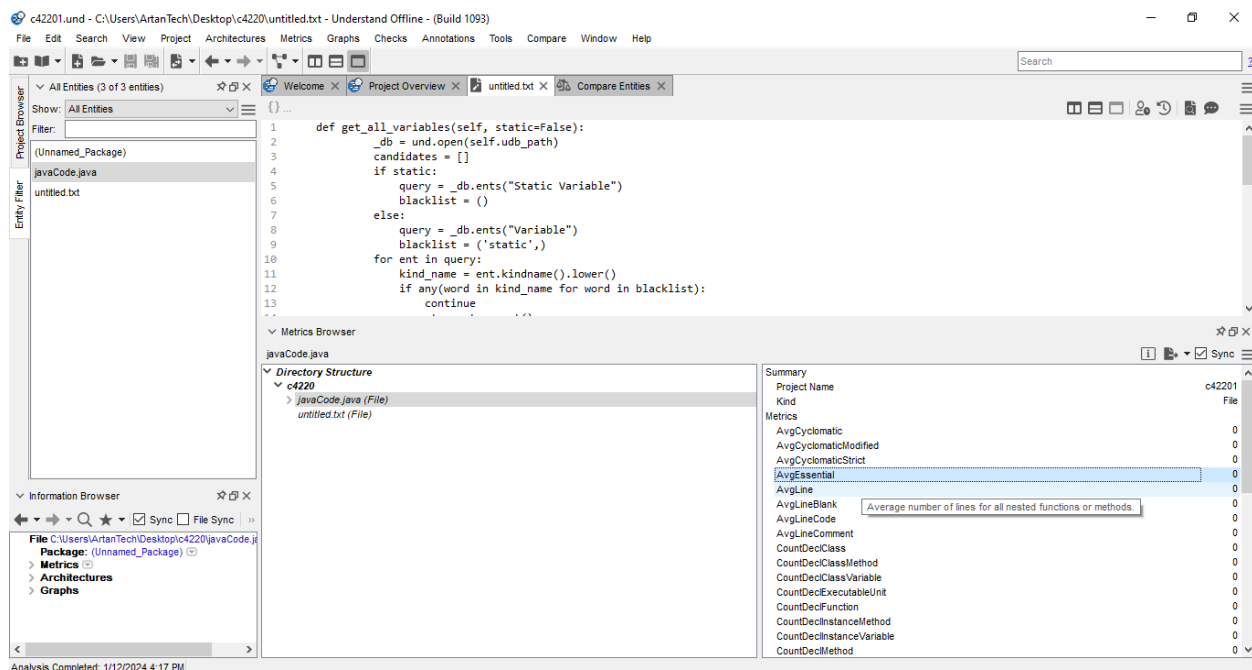 c42201.und - C:\Users\ArtanTech\Desktop\c4220\untitled.txt - Understand Offline - (Build 1093)
File Edit Search View Project Architectures Metrics Graphs Checks Annotations Tools Compare Window Help
Search
Project Browser
Entity Filter
All Entities (3 of 3 entities)
Show: All Entities
Filter:
(Unnamed_Package)
javaCode.java
untitled.txt
Welcome Project Overview untitled.txt Compare Entities
{} ...
1 def get_all_variables(self, static=False):
2 _db = und.open(self.udb_path)
3 candidates = []
4 if static:
5 query = _db.ents("Static Variable")
6 blacklist = ()
7 else:
8 query = _db.ents("Variable")
9 blacklist = ('static',)
10 for ent in query:
11 kind_name = ent.kindname().lower()
12 if any(word in kind_name for word in blacklist):
13 continue
Metrics Browser
javaCode.java
i Sync
Directory Structure
c4220
javaCode.java (File)
untitled.txt (File)
Summary
Project Name c42201
Kind File
Metrics
AvgCyclomatic 0
AvgCyclomaticModified 0
AvgCyclomaticStrict 0
AvgEssential 0
AvgLine 0
AvgLineBlank 0
Average number of lines for all nested functions or methods.
AvgLineCode 0
AvgLineComment 0
CountDeclClass 0
CountDeclClassMethod 0
CountDeclClassVariable 0
CountDeclExecutableUnit 0
CountDeclFunction 0
CountDeclInstanceMethod 0
CountDeclInstanceVariable 0
CountDeclMethod 0
Information Browser
Sync File Sync »
File C:\Users\ArtanTech\Desktop\c4220\javaCode.ja
Package: (Unnamed_Package)
Metrics
Architectures
Graphs
Analysis Completed: 1/12/2024 4:17 PM